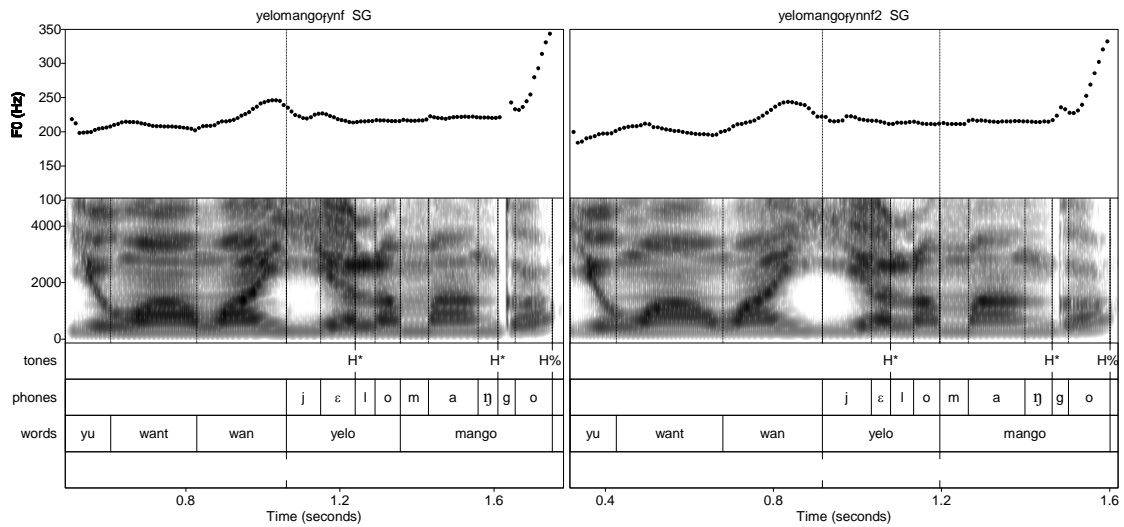 yelomangoƒynf SG yelomangoƒynnf2 SG
350
300
250
200
150
100
F0 (Hz)
4000
2000
0
tones H* H* H% H* H* H%
phones j ɛ l o m a ŋ g o j ɛ l o m a ŋ g o
words yu want wan yelo mango yu want wan yelo mango
0.8 1.2 1.6 0.4 0.8 1.2 1.6
Time (seconds) Time (seconds)